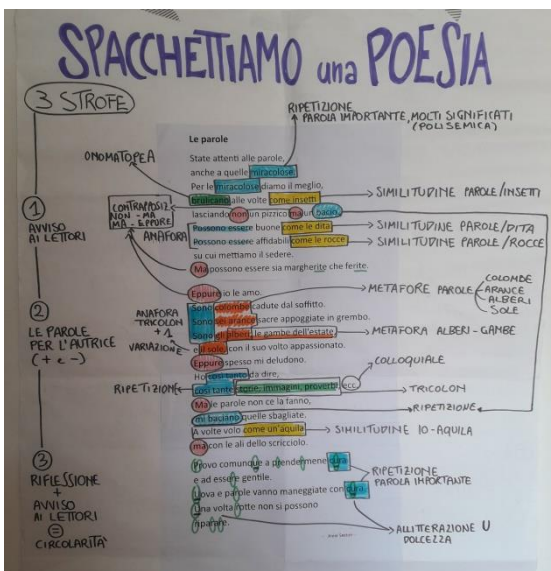 SPACCHETTIAMO una POESIA
3 STROFE
RIPETIZIONE
PAROLA IMPORTANTE, MOLTI SIGNIFICATI
(POLISEMICA)
ONOMATOPEA
CONTRAPPOSIZ.
NON - MA
MA - EPPURE
ANAFORA
1
AVVISO
AI LETTORI
Le parole
State attenti alle parole,
anche a quelle miracolose.
Per le miracolose diamo il meglio,
brulicano alle volte come insetti
lasciando non un pizzico ma un bacio.
Possono essere buone come le dita
Possono essere affidabili come le rocce
su cui mettiamo il sedere.
Ma possono essere sia margherite che ferite.
SIMILITUDINE PAROLE/INSETTI
SIMILITUDINE PAROLE/DITA
SIMILITUDINE PAROLE/ROCCE
2
LE PAROLE
PER L'AUTRICE
(+ e -)
ANAFORA
TRICOLON
+ 1
VARIAZIONE
RIPETIZIONE
Eppure io le amo.
Sono colombe cadute dal soffitto.
Sono sei arance sacre appoggiate in grembo.
Sono gli alberi, le gambe dell'estate,
e il sole, con il suo volto appassionato.
Eppure spesso mi deludono.
Ho così tanto da dire,
così tante storie, immagini, proverbi, ecc.
Ma le parole non ce la fanno,
mi baciano quelle sbagliate.
A volte volo come un'aquila
ma con le ali dello scricciolo.
METAFORE PAROLE
COLOMBE
ARANCE
ALBERI
SOLE
METAFORA ALBERI-GAMBE
COLLOQUIALE
TRICOLON
RIPETIZIONE
SIMILITUDINE IO-AQUILA
3
RIFLESSIONE
+
AVVISO
AI LETTORI
=
CIRCOLARITÀ
Provo comunque a prendermene cura
e ad essere gentile.
Uova e parole vanno maneggiate con cura.
Una volta rotte non si possono
riparare.
RIPETIZIONE
PAROLA IMPORTANTE
ALLITTERAZIONE U
DOLCEZZA